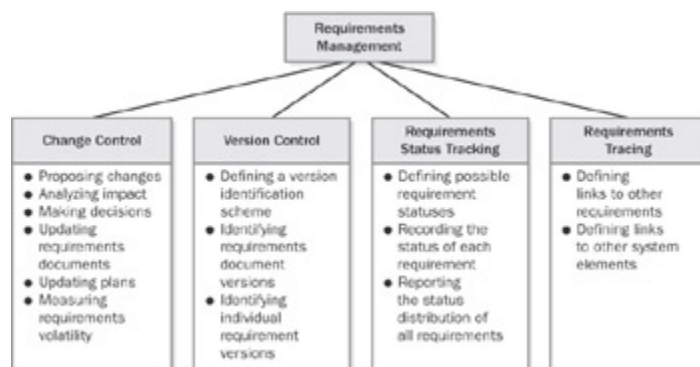 Requirements
Management
Change Control
● Proposing changes
● Analyzing impact
● Making decisions
● Updating
requirements
documents
● Updating plans
● Measuring
requirements
volatility
Version Control
● Defining a version
identification
scheme
● Identifying
requirements
document
versions
● Identifying
individual
requirement
versions
Requirements
Status Tracking
● Defining possible
requirement
statuses
● Recording the
status of each
requirement
● Reporting
the status
distribution of
all requirements
Requirements
Tracing
● Defining
links to other
requirements
● Defining links
to other system
elements